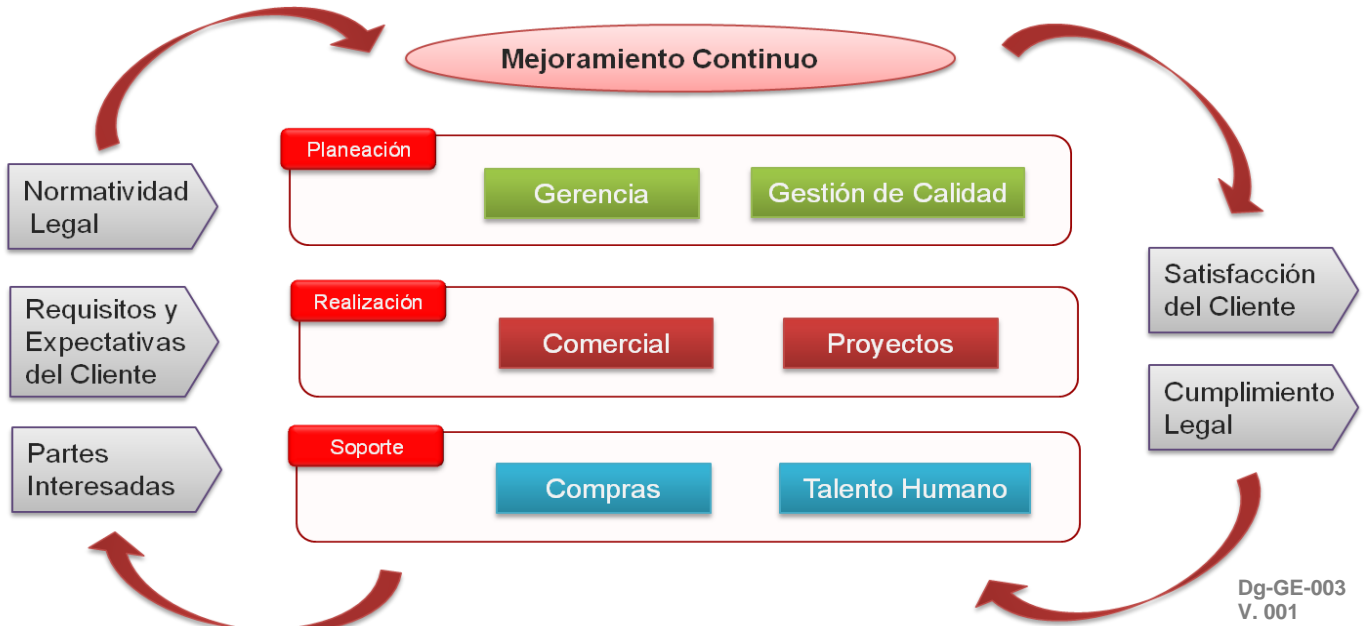 Mejoramiento Continuo
Planeación
Gerencia
Gestión de Calidad
Normatividad
Legal
Realización
Comercial
Proyectos
Requisitos y
Expectativas
del Cliente
Soporte
Compras
Talento Humano
Partes
Interesadas
Satisfacción
del Cliente
Cumplimiento
Legal
Dg-GE-003
V. 001